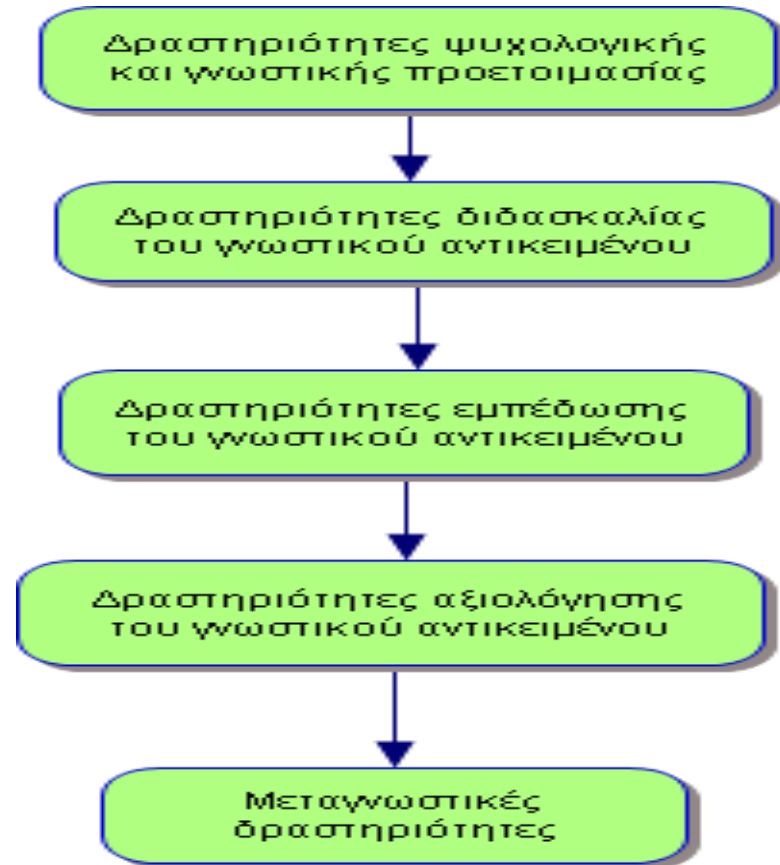 Δραστηριότητες ψυχολογικής
και γνωστικής προετοιμασίας
Δραστηριότητες διδασκαλίας
του γνωστικού αντικειμένου
Δραστηριότητες εμπέδωσης
του γνωστικού αντικειμένου
Δραστηριότητες αξιολόγησης
του γνωστικού αντικειμένου
Μεταγνωστικές
δραστηριότητες